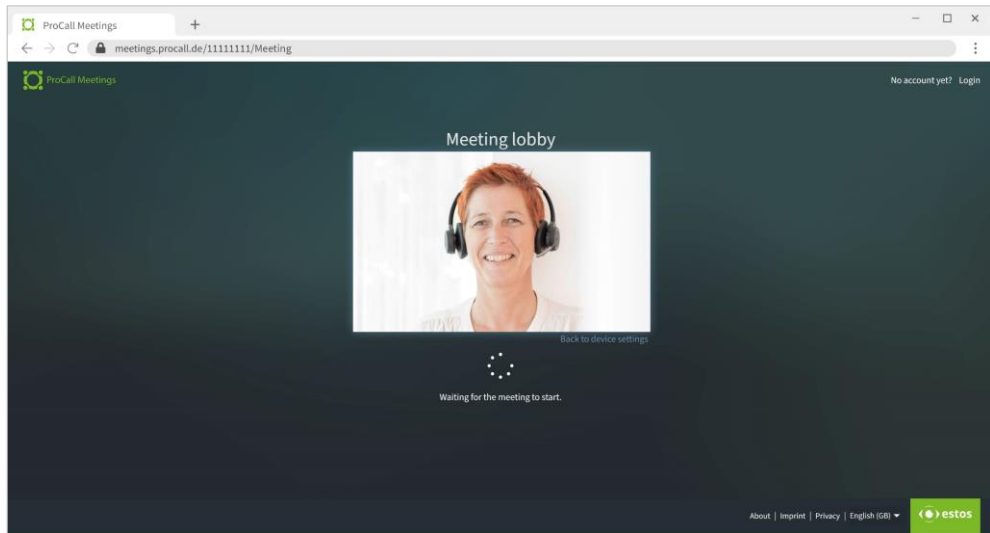 ProCall Meetings
meetings.procall.de/11111111/Meeting
ProCall Meetings
No account yet? Login
Meeting lobby
Back to device settings
Waiting for the meeting to start.
About | Imprint | Privacy | English (GB)
estos